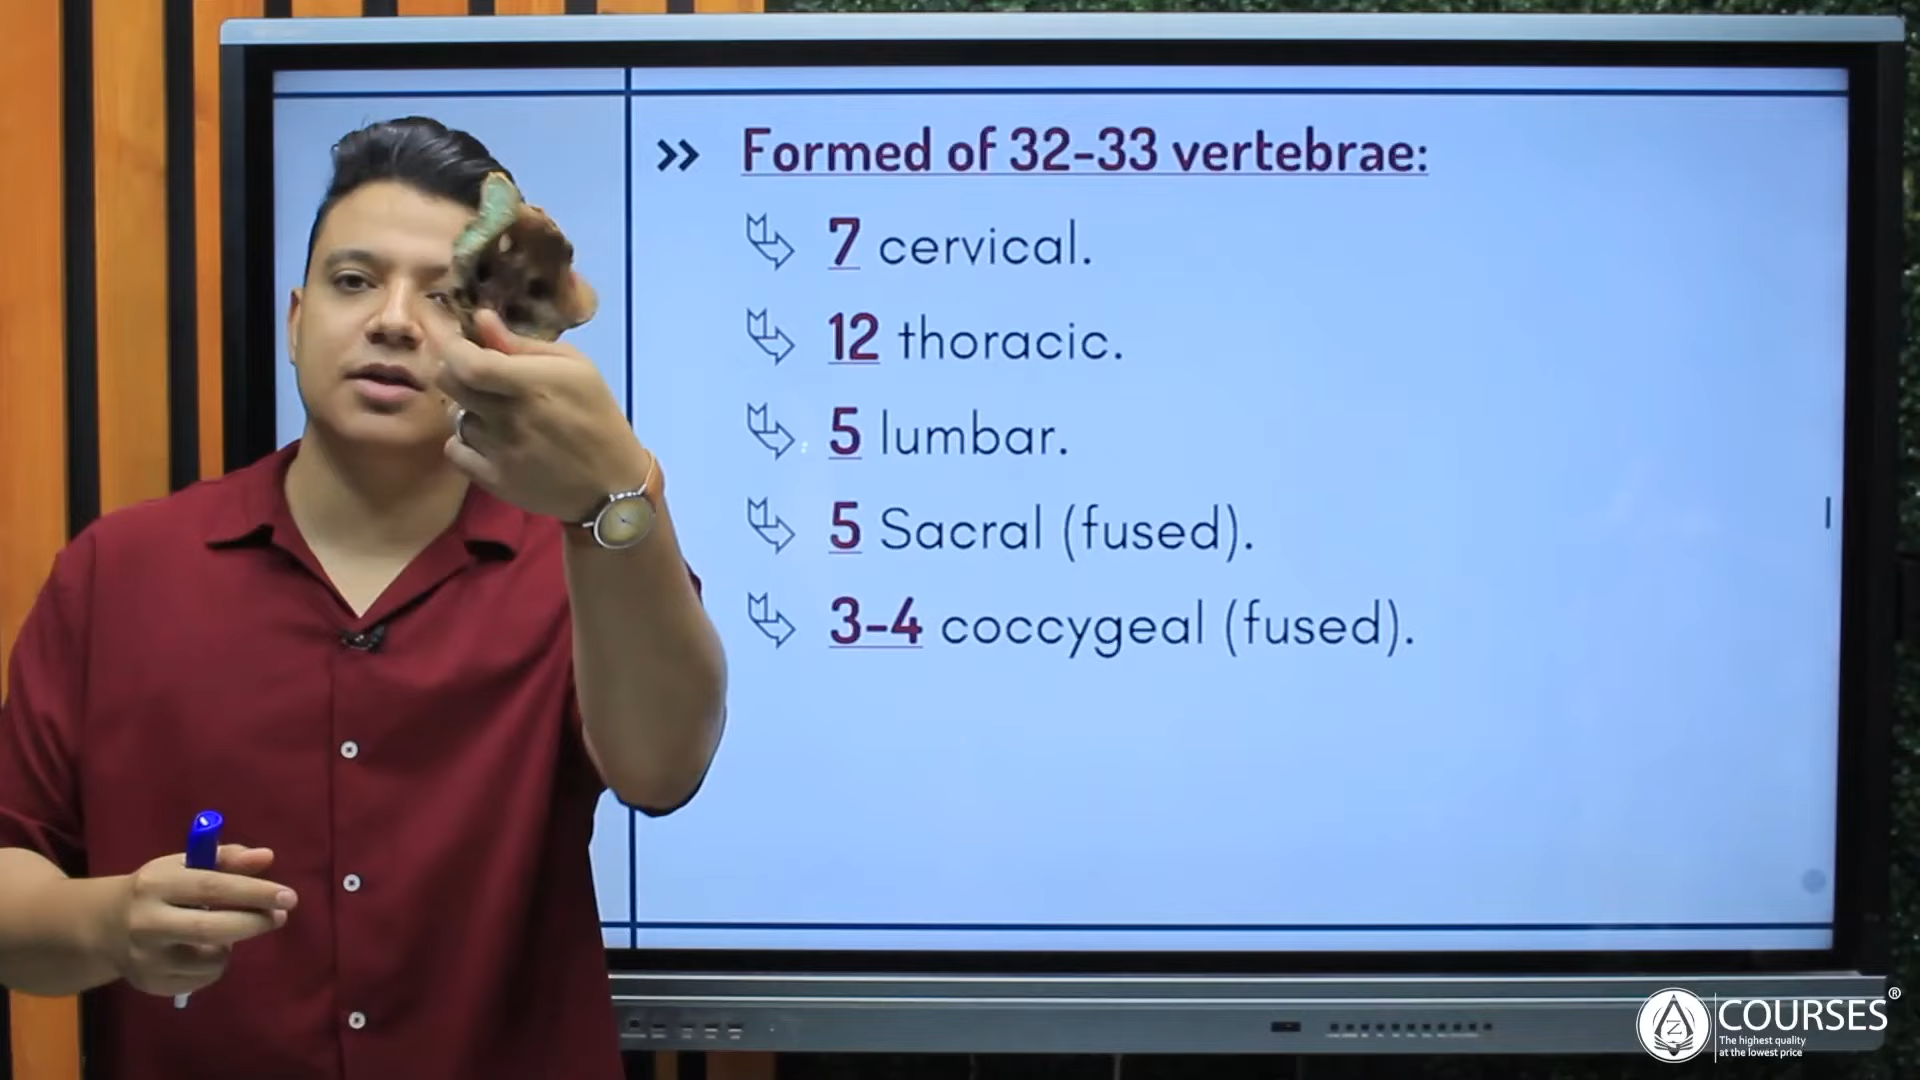 >> Formed of 32-33 vertebrae:
7 cervical.
12 thoracic.
5 lumbar.
5 Sacral (fused).
3-4 coccygeal (fused).
AZ COURSES®
The highest quality
at the lowest price